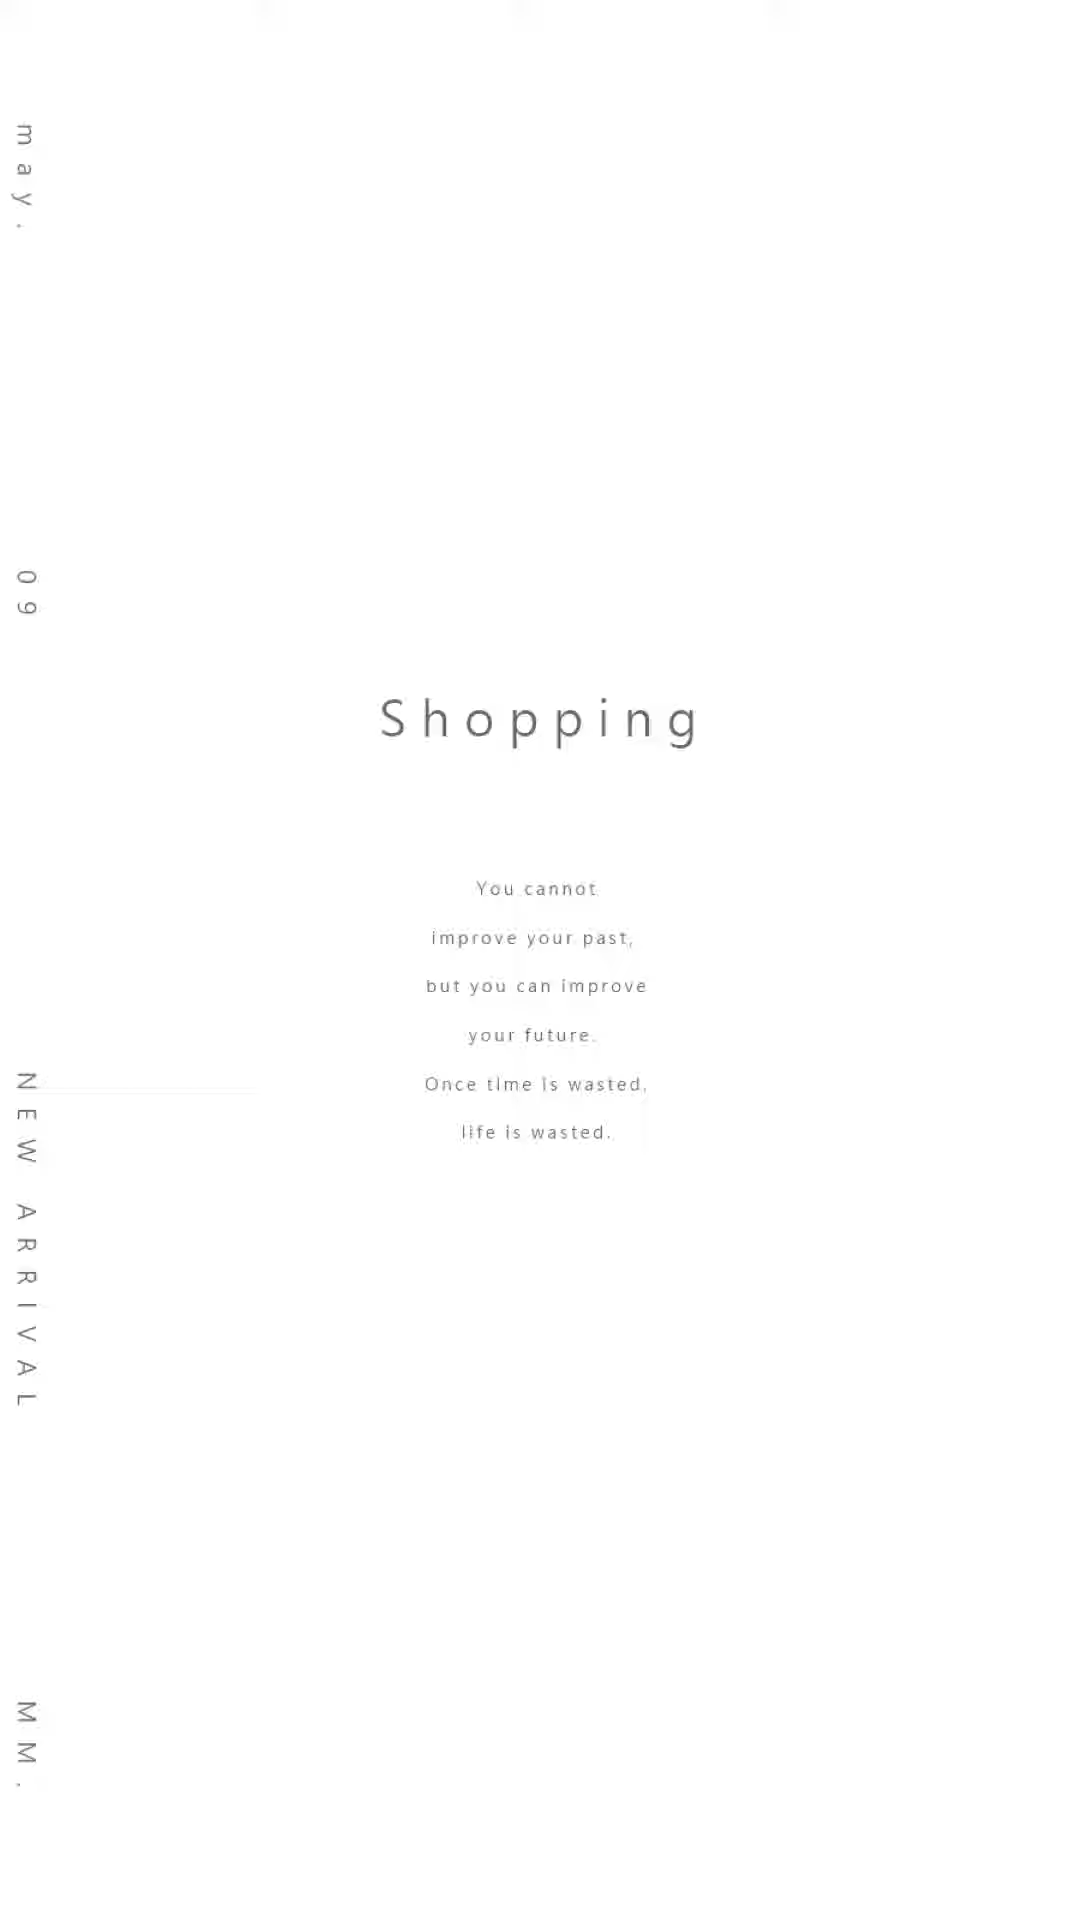 may.
09
Shopping
You cannot
improve your past,
but you can improve
your future.
Once time is wasted,
life is wasted.
NEW ARRIVAL
MM.